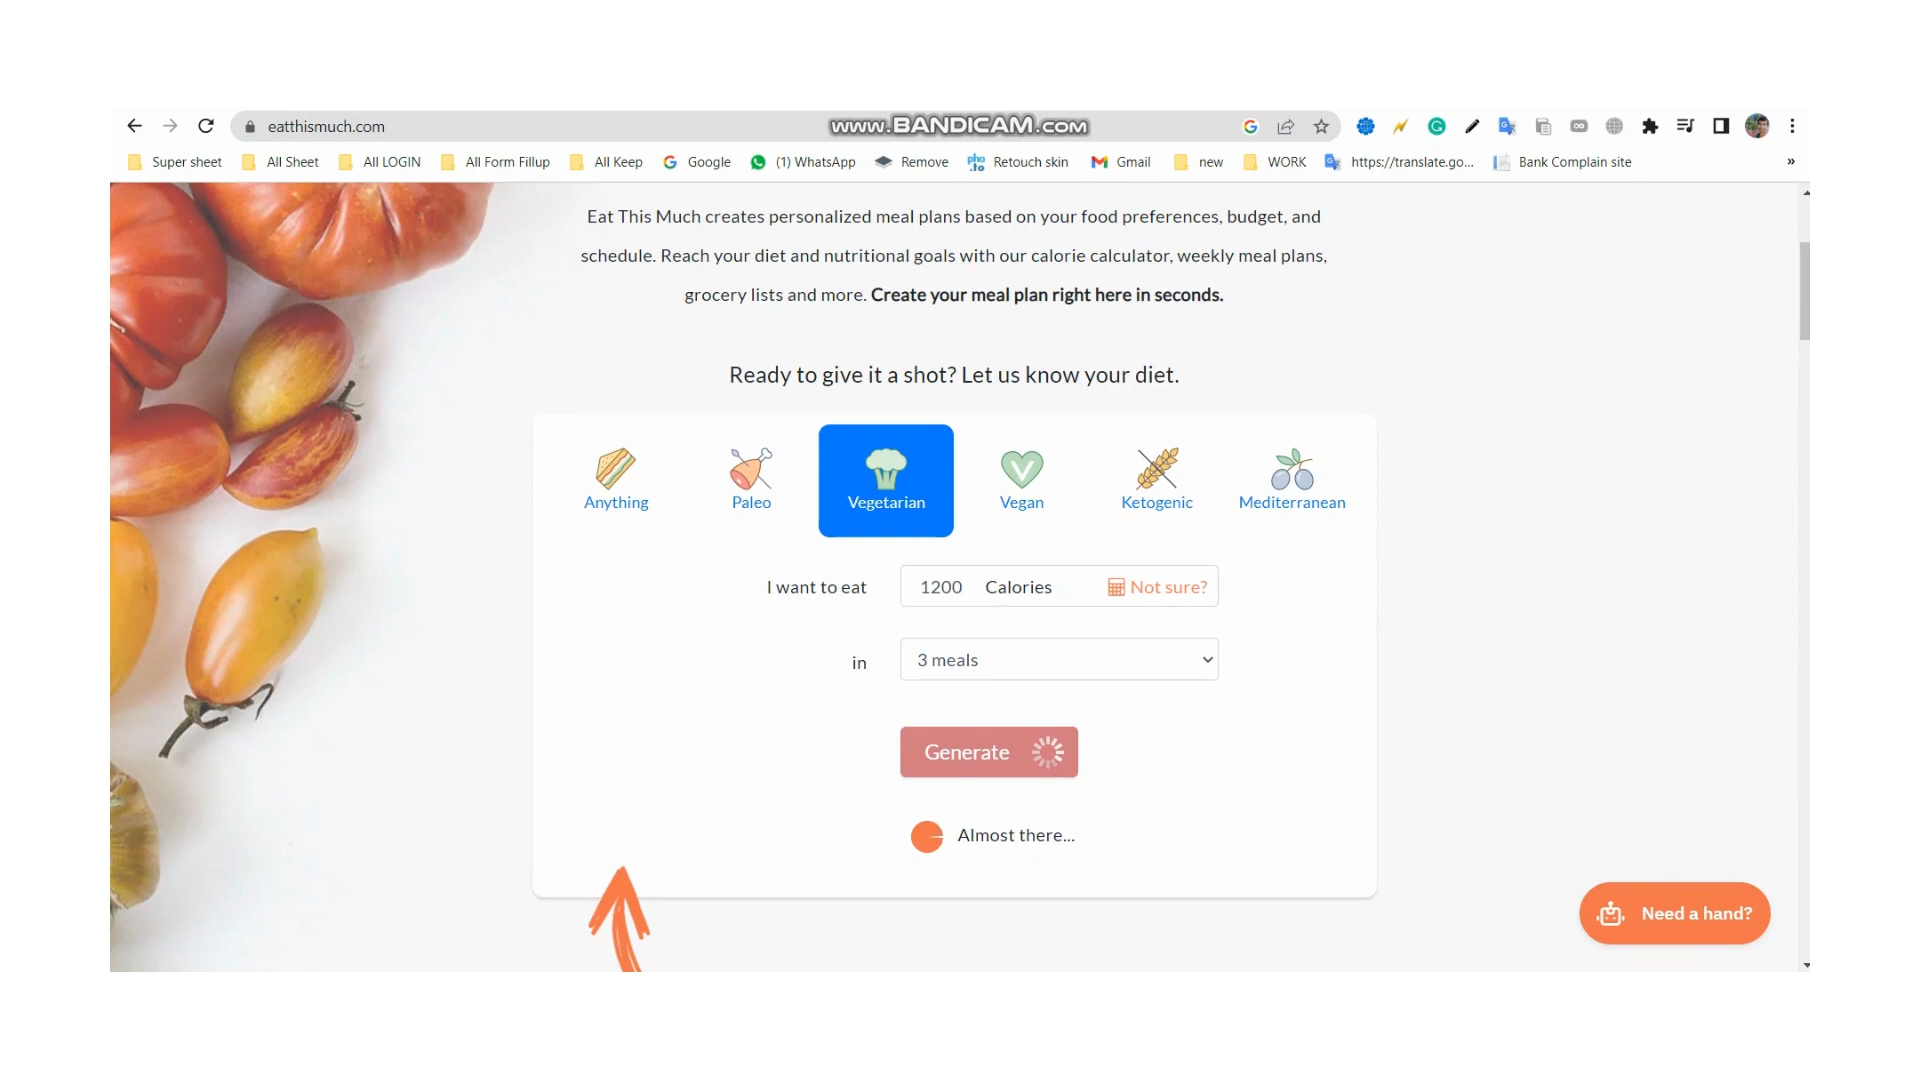 eatthismuch.com
www.BANDICAM.com
Super sheet All Sheet All LOGIN All Form Fillup All Keep Google (1) WhatsApp Remove pho.to Retouch skin Gmail new WORK https://translate.go... Bank Complain site »
Eat This Much creates personalized meal plans based on your food preferences, budget, and
schedule. Reach your diet and nutritional goals with our calorie calculator, weekly meal plans,
grocery lists and more. Create your meal plan right here in seconds.
Ready to give it a shot? Let us know your diet.
Anything Paleo Vegetarian Vegan Ketogenic Mediterranean
I want to eat 1200 Calories Not sure?
in 3 meals
Generate
Almost there...
Need a hand?